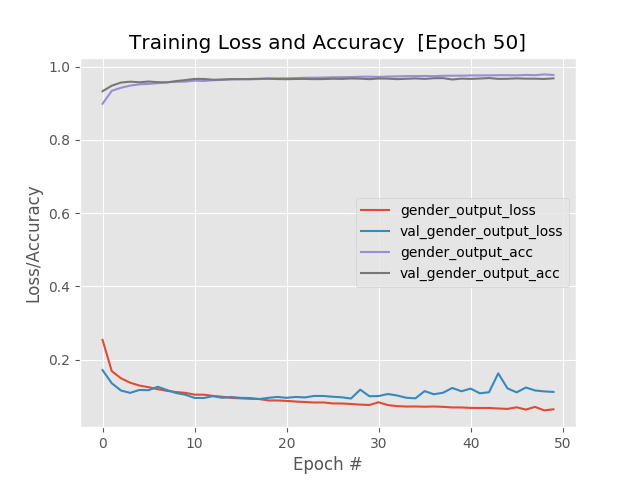 Training Loss and Accuracy [Epoch 50]
1.0
0.8
0.6
0.4
0.2
Loss/Accuracy
gender_output_loss
val_gender_output_loss
gender_output_acc
val_gender_output_acc
0 10 20 30 40 50
Epoch #